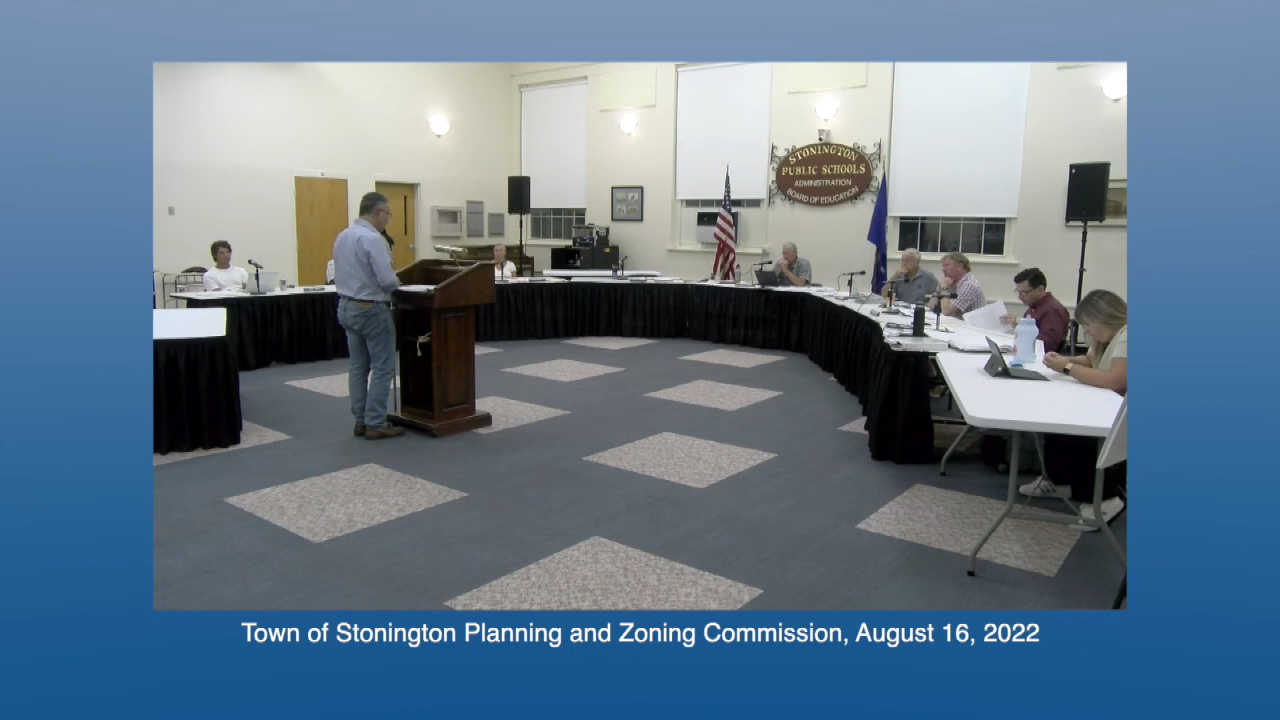 STONINGTON
PUBLIC SCHOOLS
ADMINISTRATION
BOARD OF EDUCATION
Town of Stonington Planning and Zoning Commission, August 16, 2022